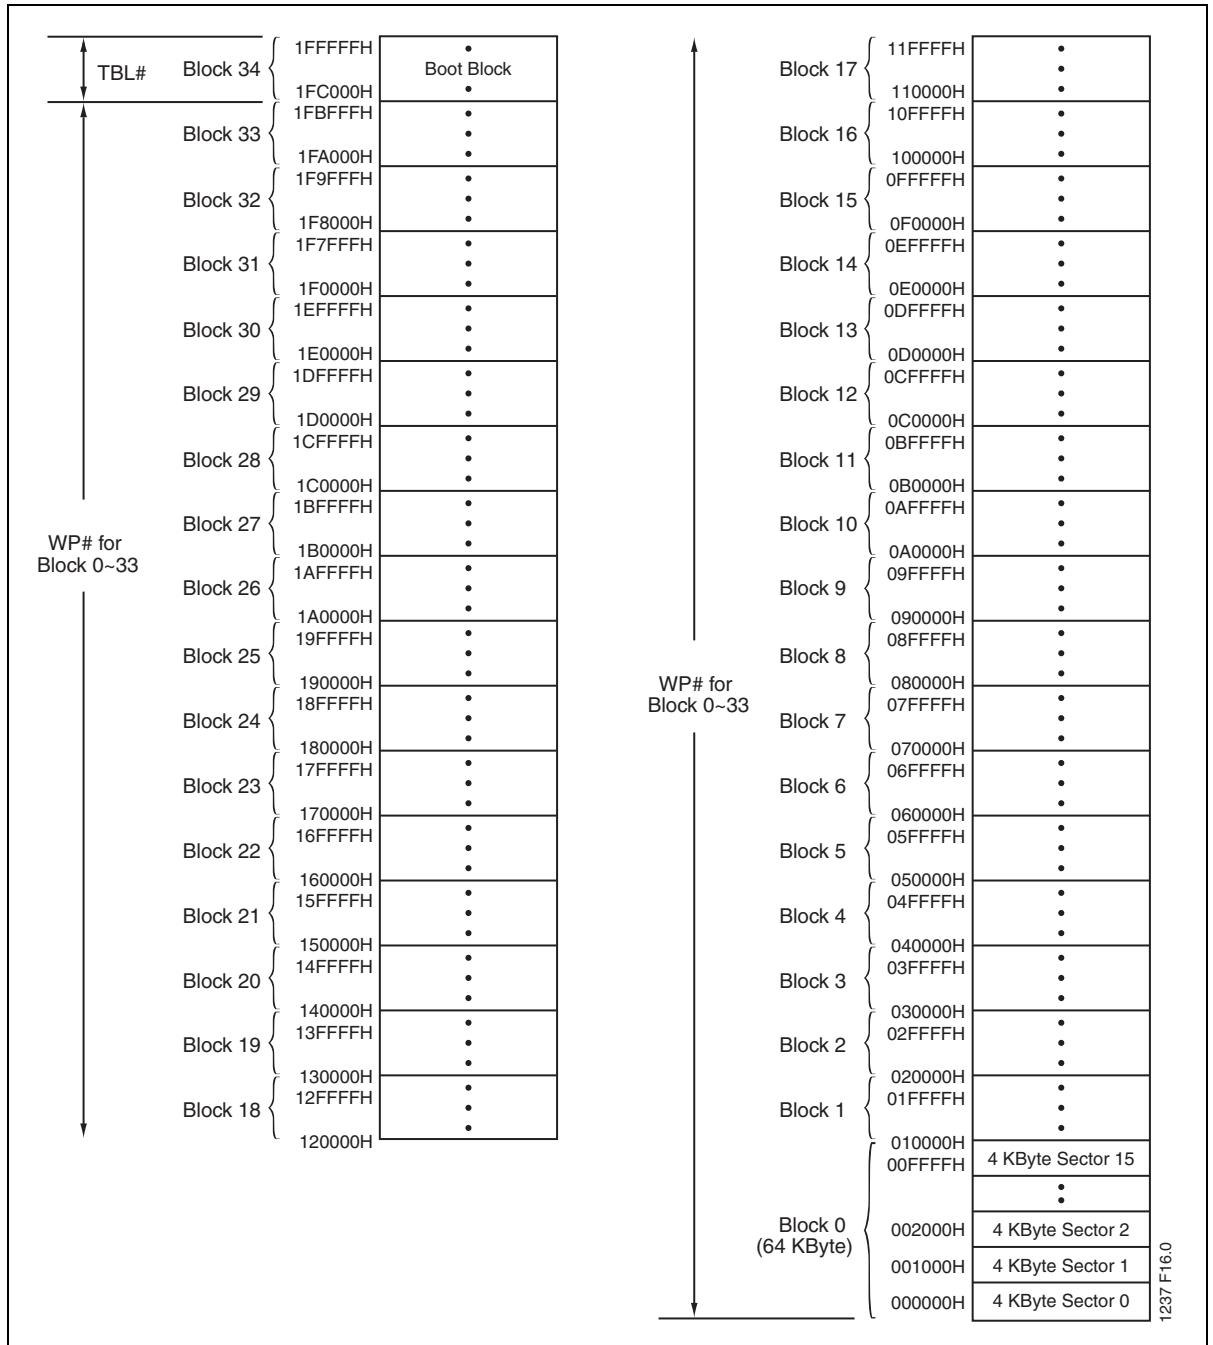 TBL#
Block 34
1FFFFFH
Boot Block
1FC000H
Block 33
1FBFFFH
1FA000H
Block 32
1F9FFFH
1F8000H
Block 31
1F7FFFH
1F0000H
Block 30
1EFFFFH
1E0000H
Block 29
1DFFFFH
1D0000H
Block 28
1CFFFFH
1C0000H
Block 27
1BFFFFH
1B0000H
WP# for
Block 0~33
Block 26
1AFFFFH
1A0000H
Block 25
19FFFFH
190000H
Block 24
18FFFFH
180000H
Block 23
17FFFFH
170000H
Block 22
16FFFFH
160000H
Block 21
15FFFFH
150000H
Block 20
14FFFFH
140000H
Block 19
13FFFFH
130000H
Block 18
12FFFFH
120000H
Block 17
11FFFFH
110000H
Block 16
10FFFFH
100000H
Block 15
0FFFFFH
0F0000H
Block 14
0EFFFFH
0E0000H
Block 13
0DFFFFH
0D0000H
Block 12
0CFFFFH
0C0000H
Block 11
0BFFFFH
0B0000H
Block 10
0AFFFFH
0A0000H
Block 9
09FFFFH
090000H
Block 8
08FFFFH
080000H
WP# for
Block 0~33
Block 7
07FFFFH
070000H
Block 6
06FFFFH
060000H
Block 5
05FFFFH
050000H
Block 4
04FFFFH
040000H
Block 3
03FFFFH
030000H
Block 2
02FFFFH
020000H
Block 1
01FFFFH
010000H
Block 0
(64 KByte)
00FFFFH
4 KByte Sector 15
002000H
4 KByte Sector 2
001000H
4 KByte Sector 1
000000H
4 KByte Sector 0
1237 F16.0